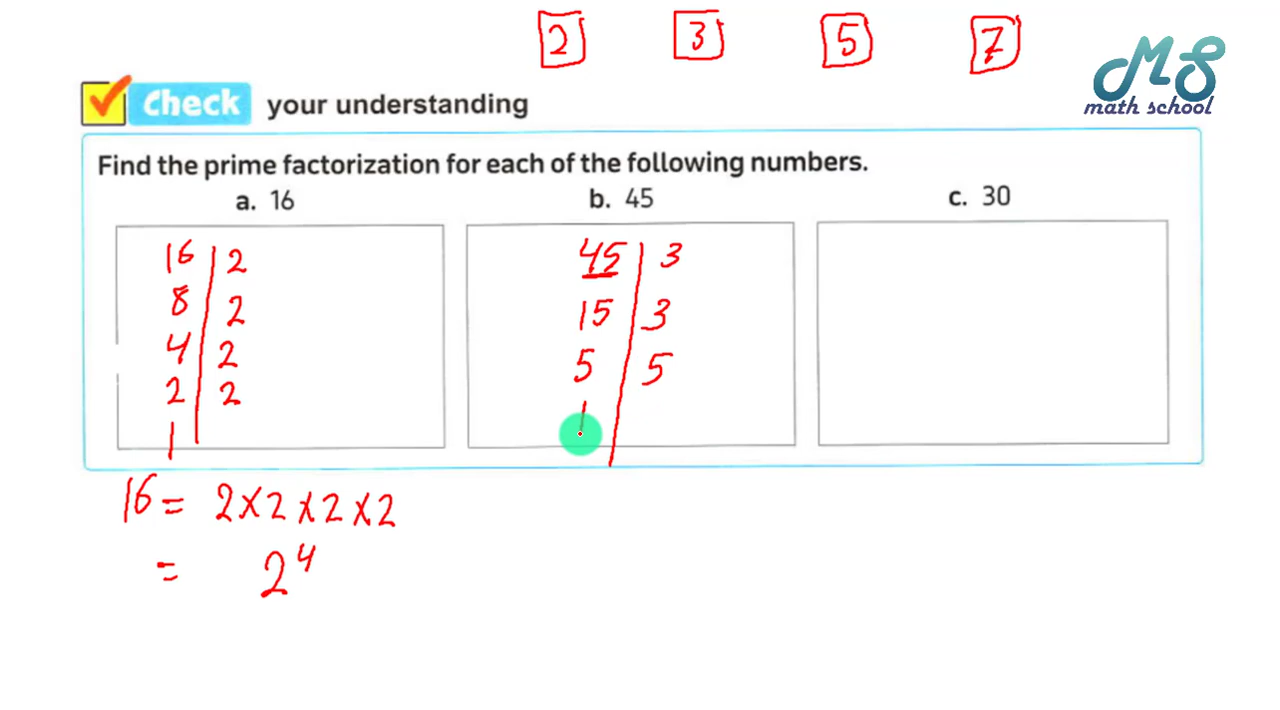 2 3 5 7
MS
math school
Check your understanding
Find the prime factorization for each of the following numbers.
a. 16
16 2
8 2
4 2
2 2
1
16 = 2 × 2 × 2 × 2
= 2⁴
b. 45
45 3
15 3
5 5
1
c. 30